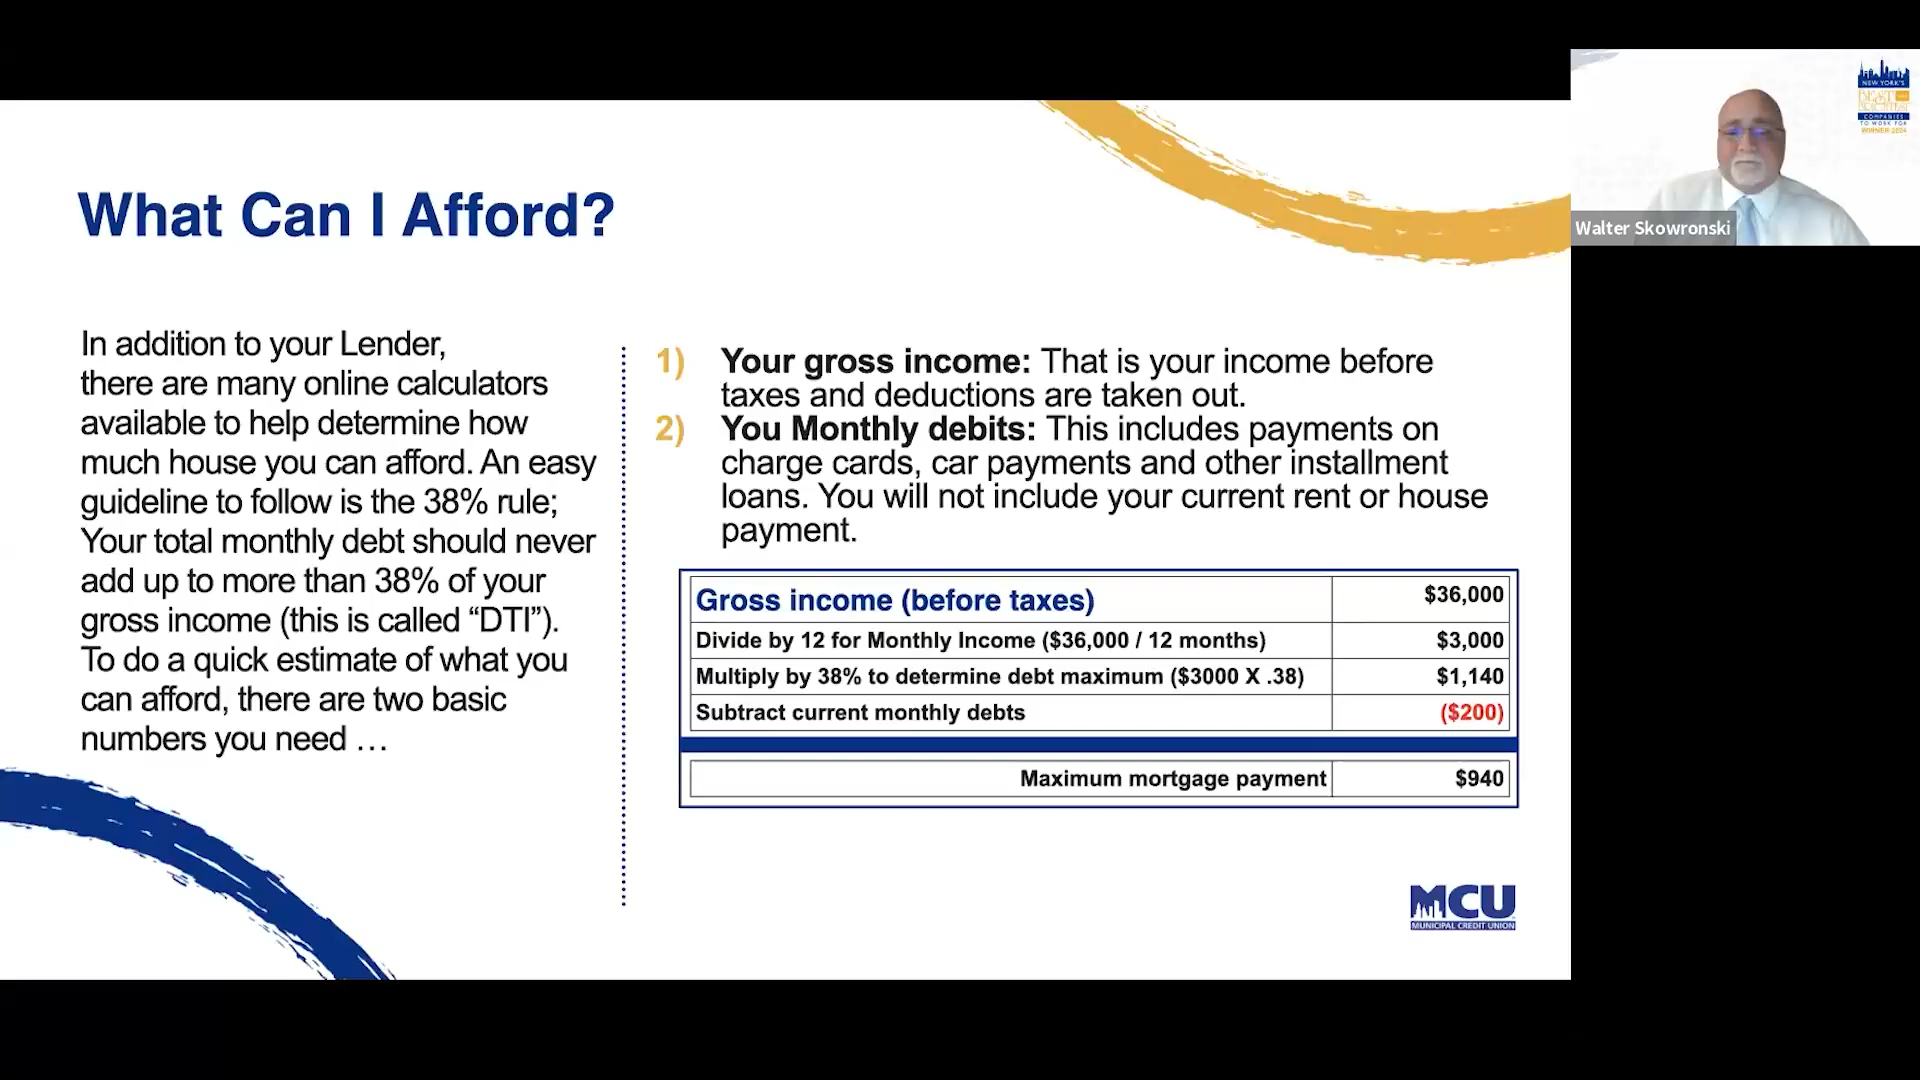 What Can I Afford?
In addition to your Lender,
there are many online calculators
available to help determine how
much house you can afford. An easy
guideline to follow is the 38% rule;
Your total monthly debt should never
add up to more than 38% of your
gross income (this is called “DTI”).
To do a quick estimate of what you
can afford, there are two basic
numbers you need …
1) Your gross income: That is your income before
taxes and deductions are taken out.
2) You Monthly debits: This includes payments on
charge cards, car payments and other installment
loans. You will not include your current rent or house
payment.
Gross income (before taxes) $36,000
Divide by 12 for Monthly Income ($36,000 / 12 months) $3,000
Multiply by 38% to determine debt maximum ($3000 X .38) $1,140
Subtract current monthly debts ($200)
Maximum mortgage payment $940
MCU
MUNICIPAL CREDIT UNION
NEW YORK'S
COMPANIES
TO WORK FOR
WINNER 2024
Walter Skowronski